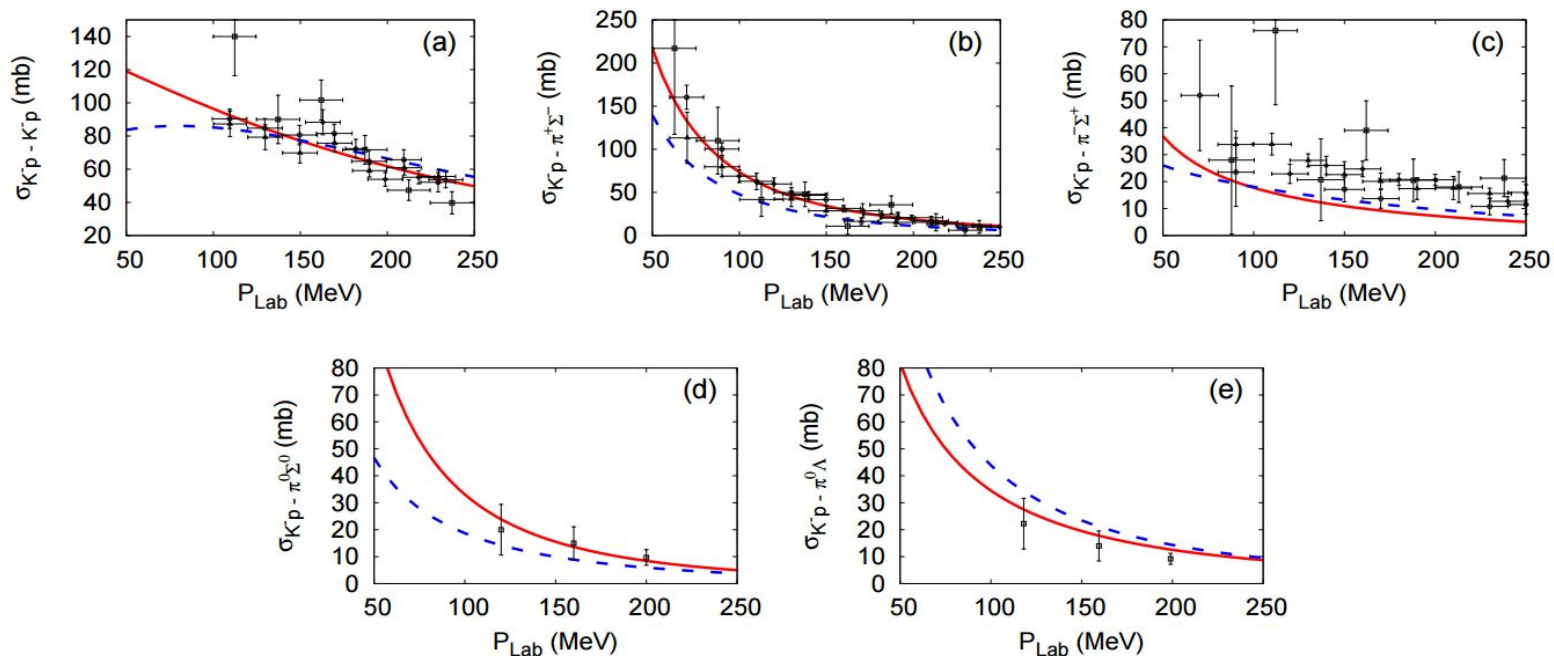 (a)
σK⁻p - K⁻p (mb)
140
120
100
80
60
40
20
50 100 150 200 250
PLab (MeV)
(b)
σK⁻p - π⁺Σ⁻ (mb)
250
200
150
100
50
0
50 100 150 200 250
PLab (MeV)
(c)
σK⁻p - π⁻Σ⁺ (mb)
80
70
60
50
40
30
20
10
0
50 100 150 200 250
PLab (MeV)
(d)
σK⁻p - π⁰Σ⁰ (mb)
80
70
60
50
40
30
20
10
0
50 100 150 200 250
PLab (MeV)
(e)
σK⁻p - π⁰Λ (mb)
80
70
60
50
40
30
20
10
0
50 100 150 200 250
PLab (MeV)